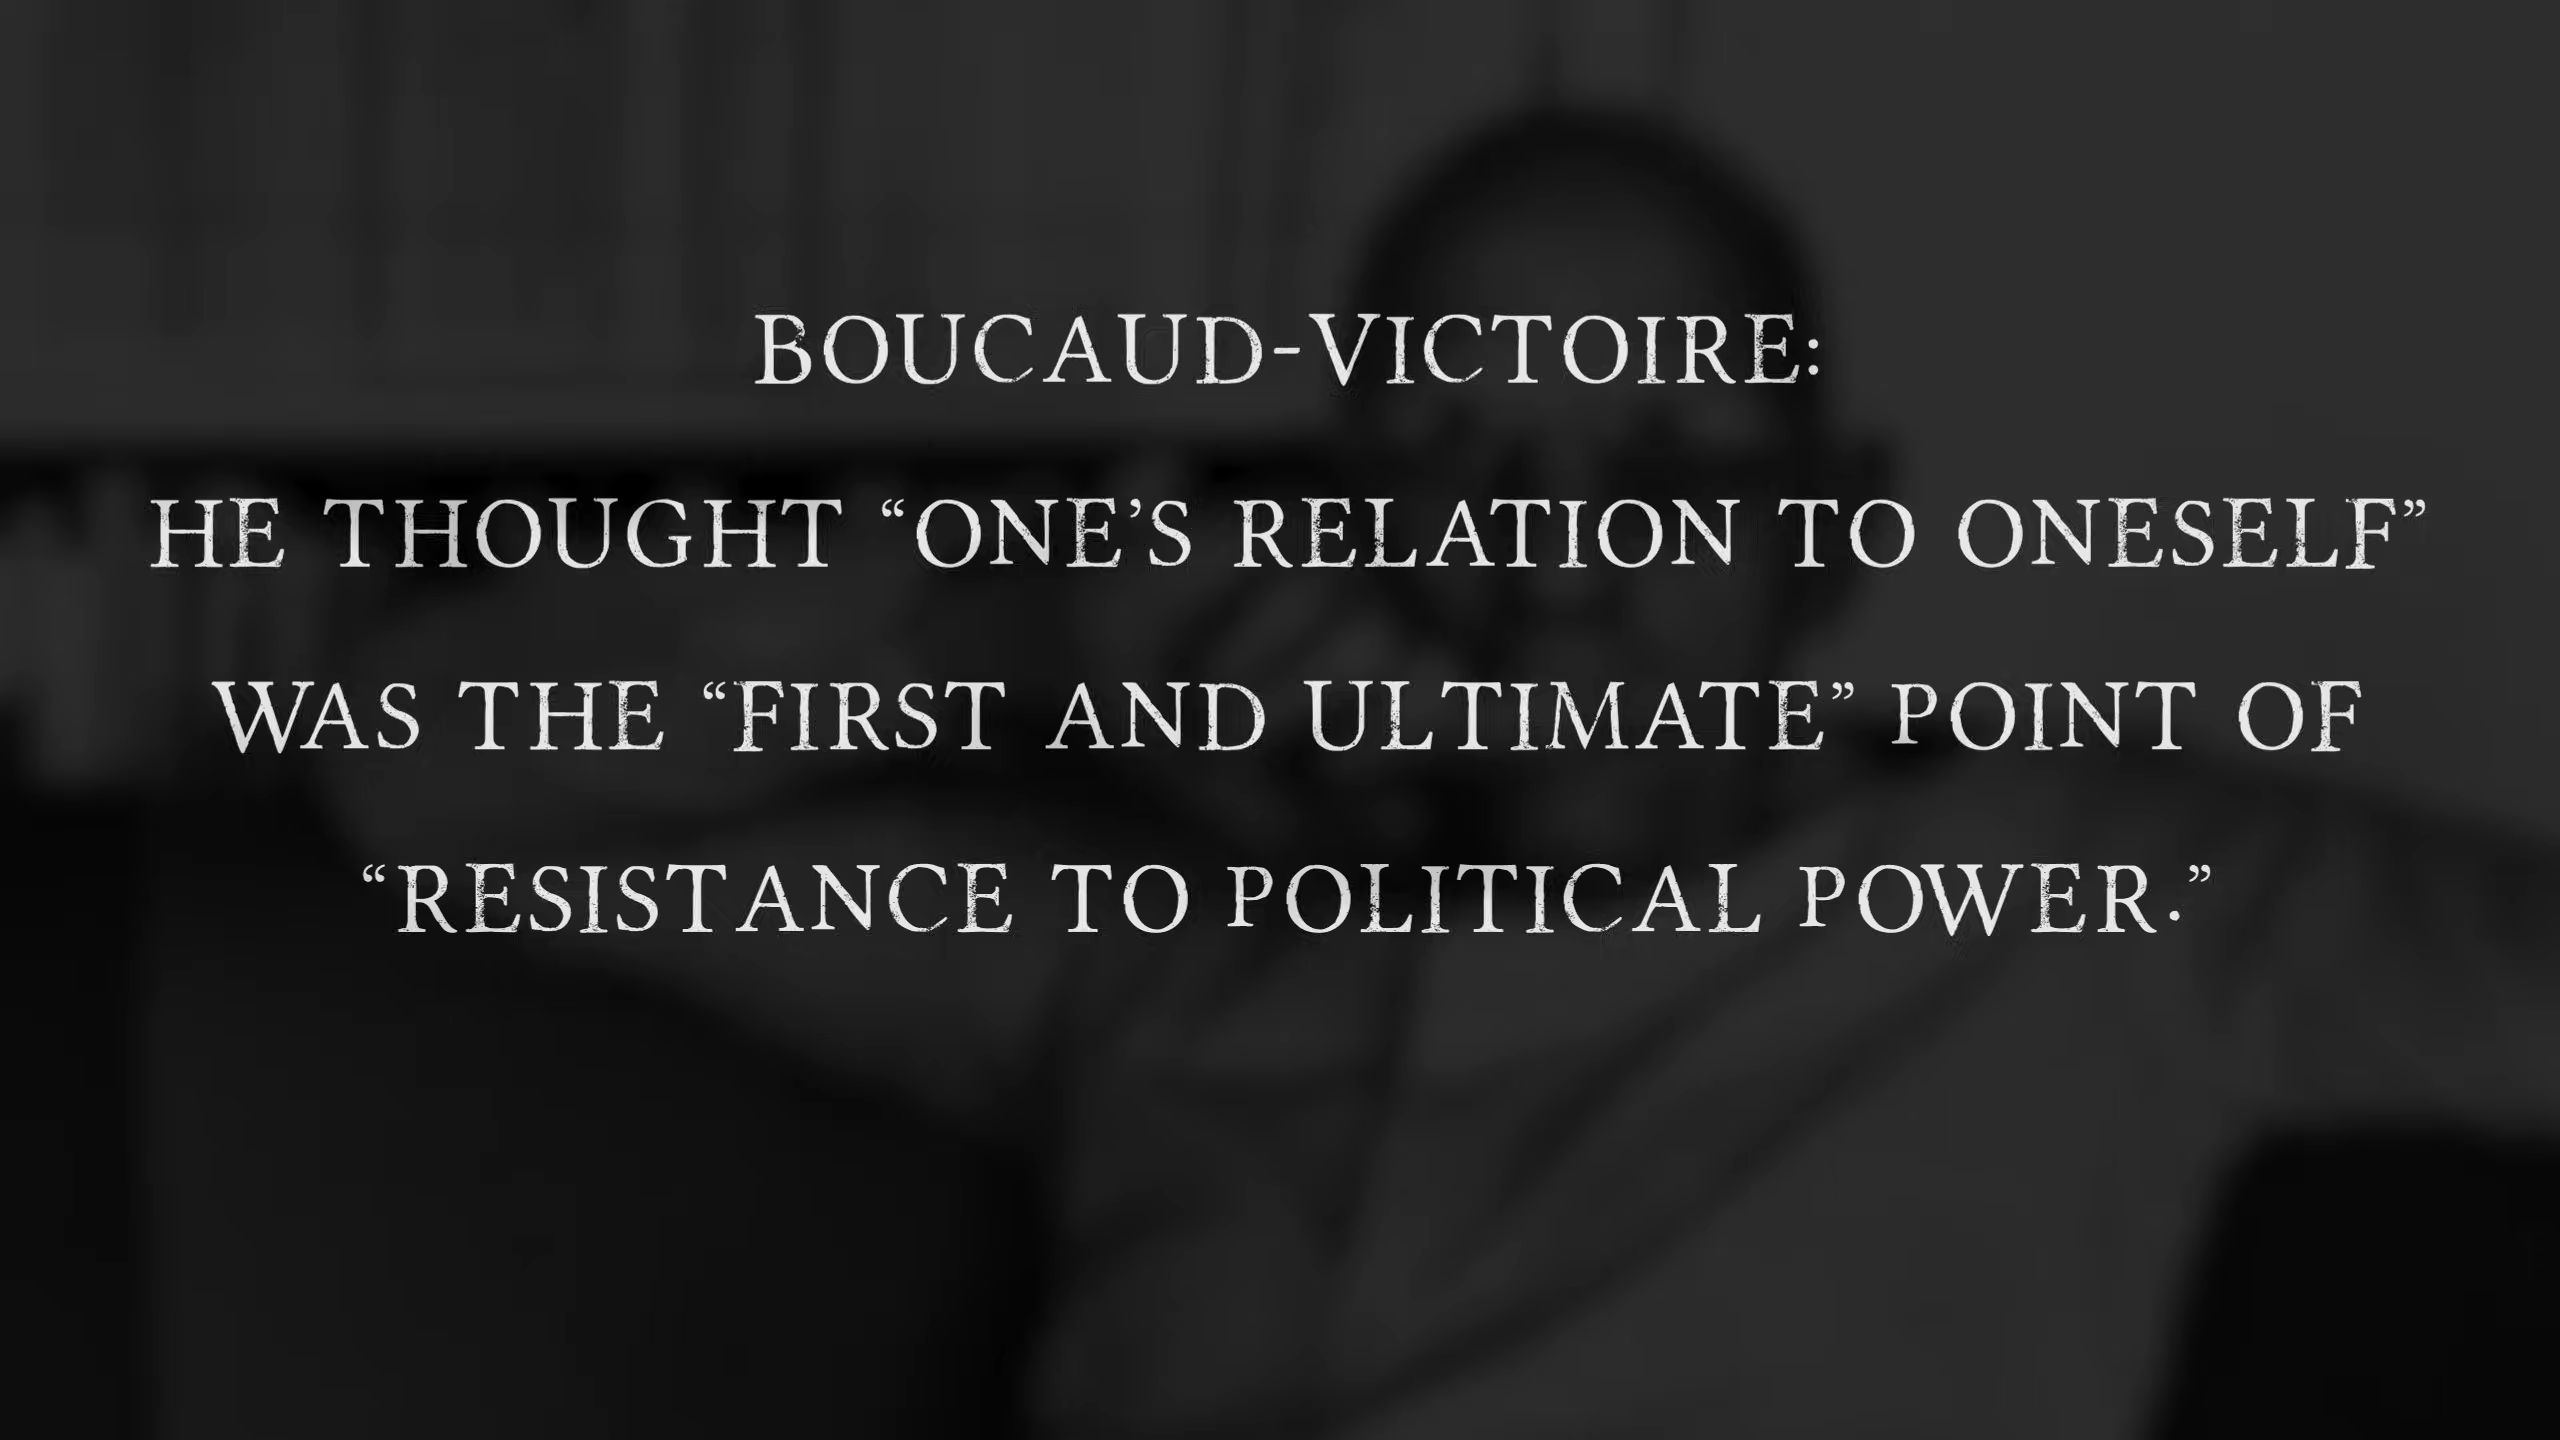 BOUCAUD-VICTOIRE:
HE THOUGHT “ONE’S RELATION TO ONESELF”
WAS THE “FIRST AND ULTIMATE” POINT OF
“RESISTANCE TO POLITICAL POWER.”